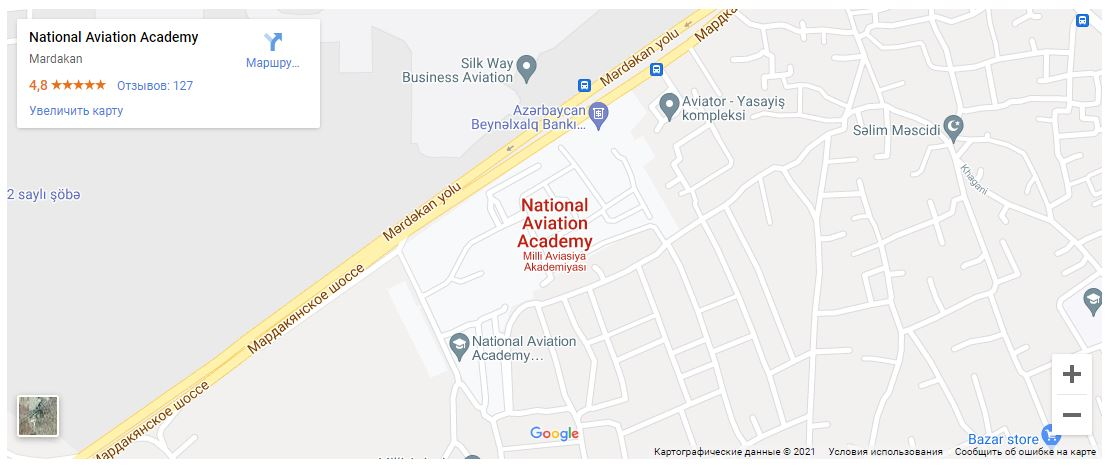 National Aviation Academy
Mardakan
4,8
Отзывов: 127
Маршру...
Увеличить карту
Silk Way
Business Aviation
Mərdəkan yolu
Azərbaycan
Beynəlxalq Bankı...
Aviator - Yasayiş
kompleksi
Səlim Məscidi
Khagani
2 saylı şöbə
Mərdəkan yolu
National
Aviation
Academy
Milli Aviasiya
Akademiyası
Мардакянское шоссе
National Aviation
Academy...
Мардакянское шоссе
Google
Bazar store
Картографические данные © 2021
Условия использования
Сообщить об ошибке на карте